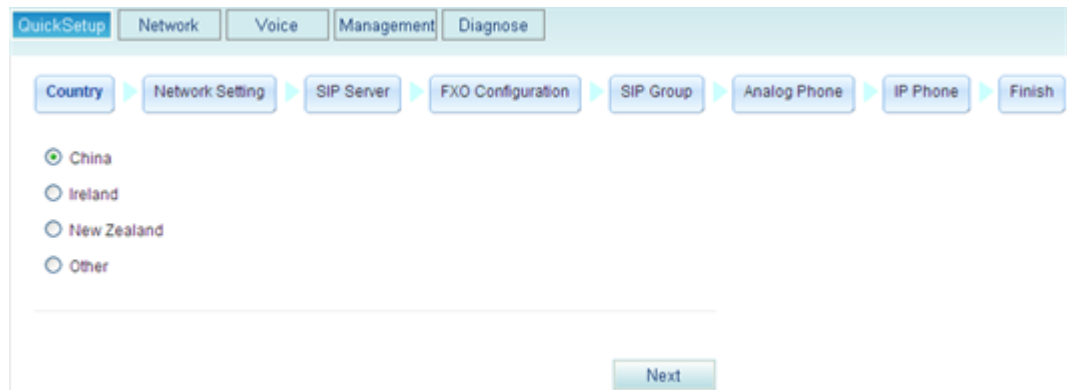 QuickSetup Network Voice Management Diagnose
Country Network Setting SIP Server FXO Configuration SIP Group Analog Phone IP Phone Finish
China
Ireland
New Zealand
Other
Next